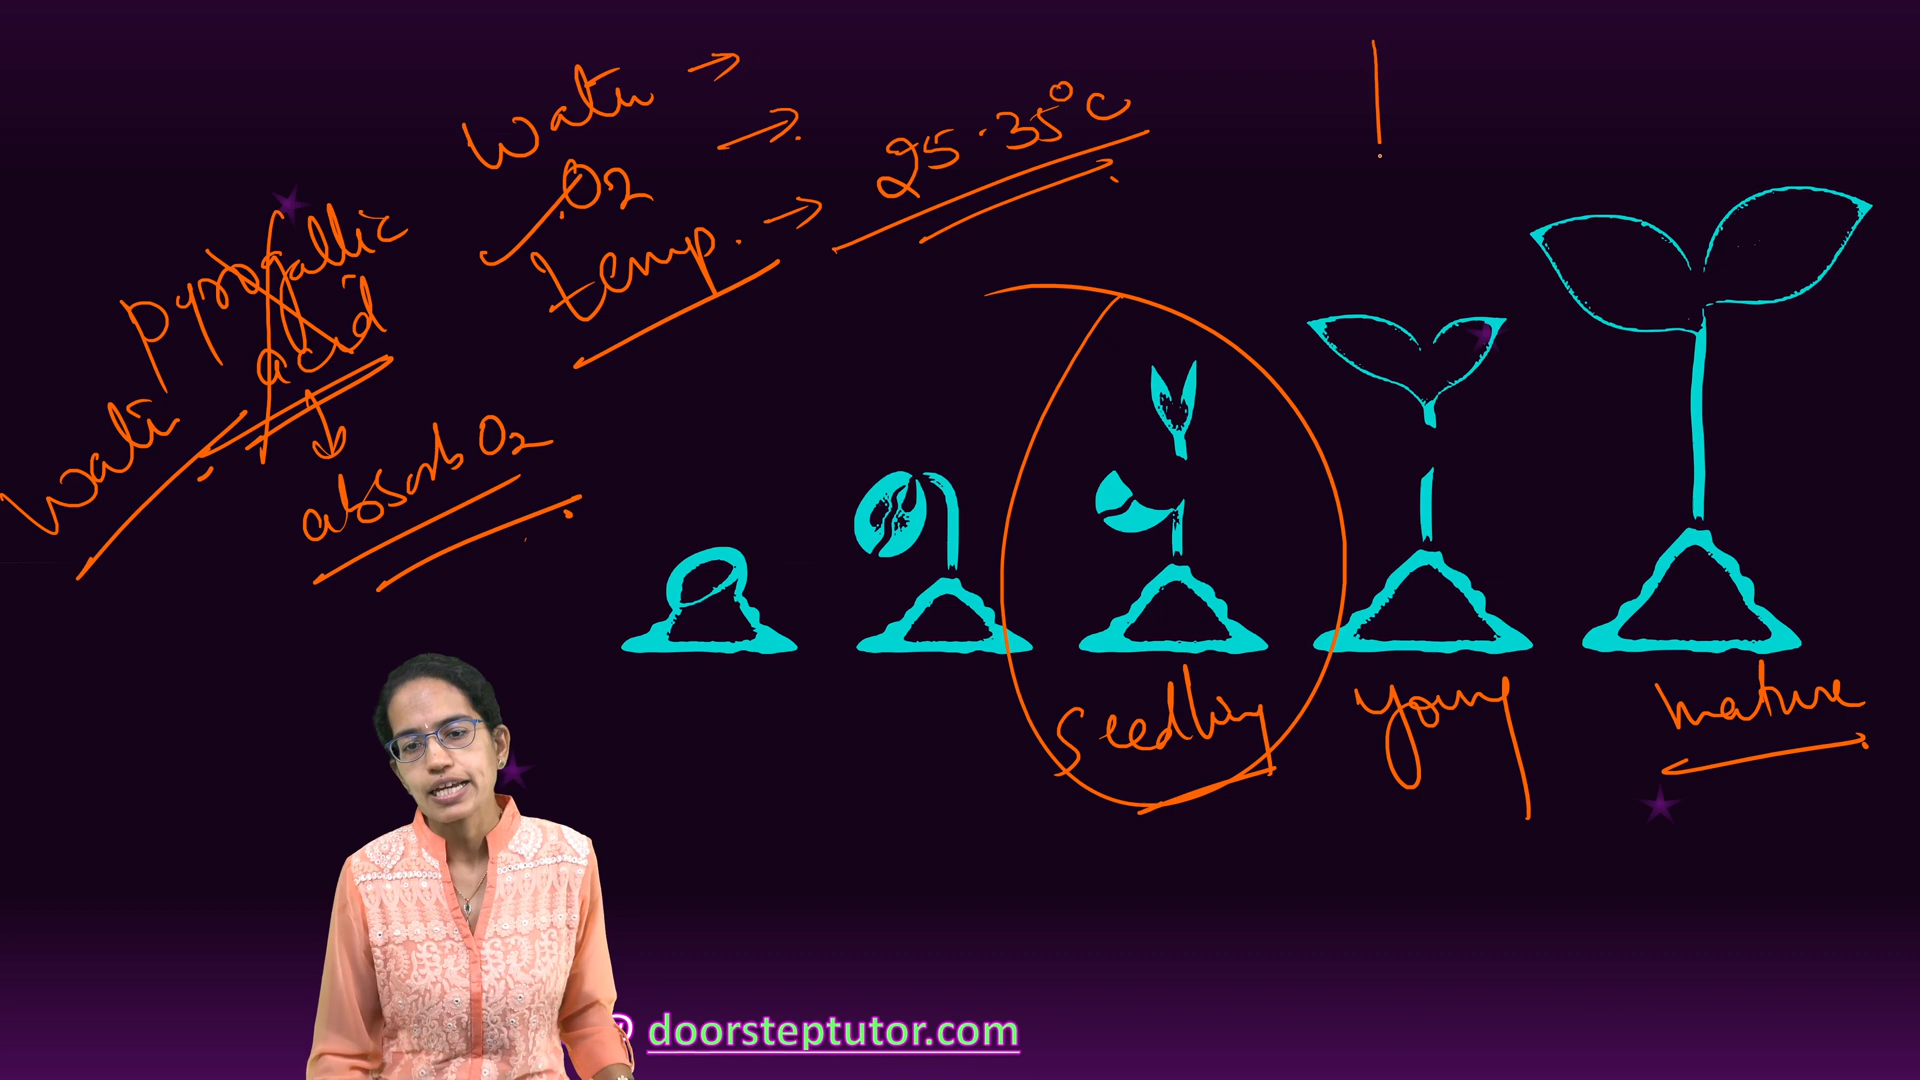 Water →
O2 →
temp. → 25-35°C
pyrogallic
acid
water
↓
absorb O2
Seedling
young
mature
doorsteptutor.com